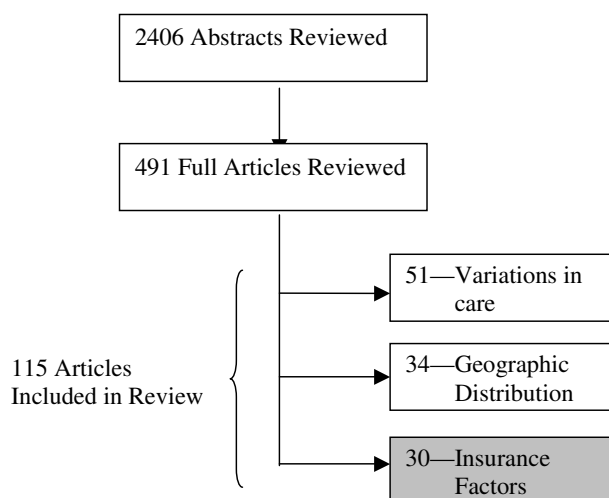 2406 Abstracts Reviewed
491 Full Articles Reviewed
51—Variations in
care
34—Geographic
Distribution
115 Articles
Included in Review
30—Insurance
Factors